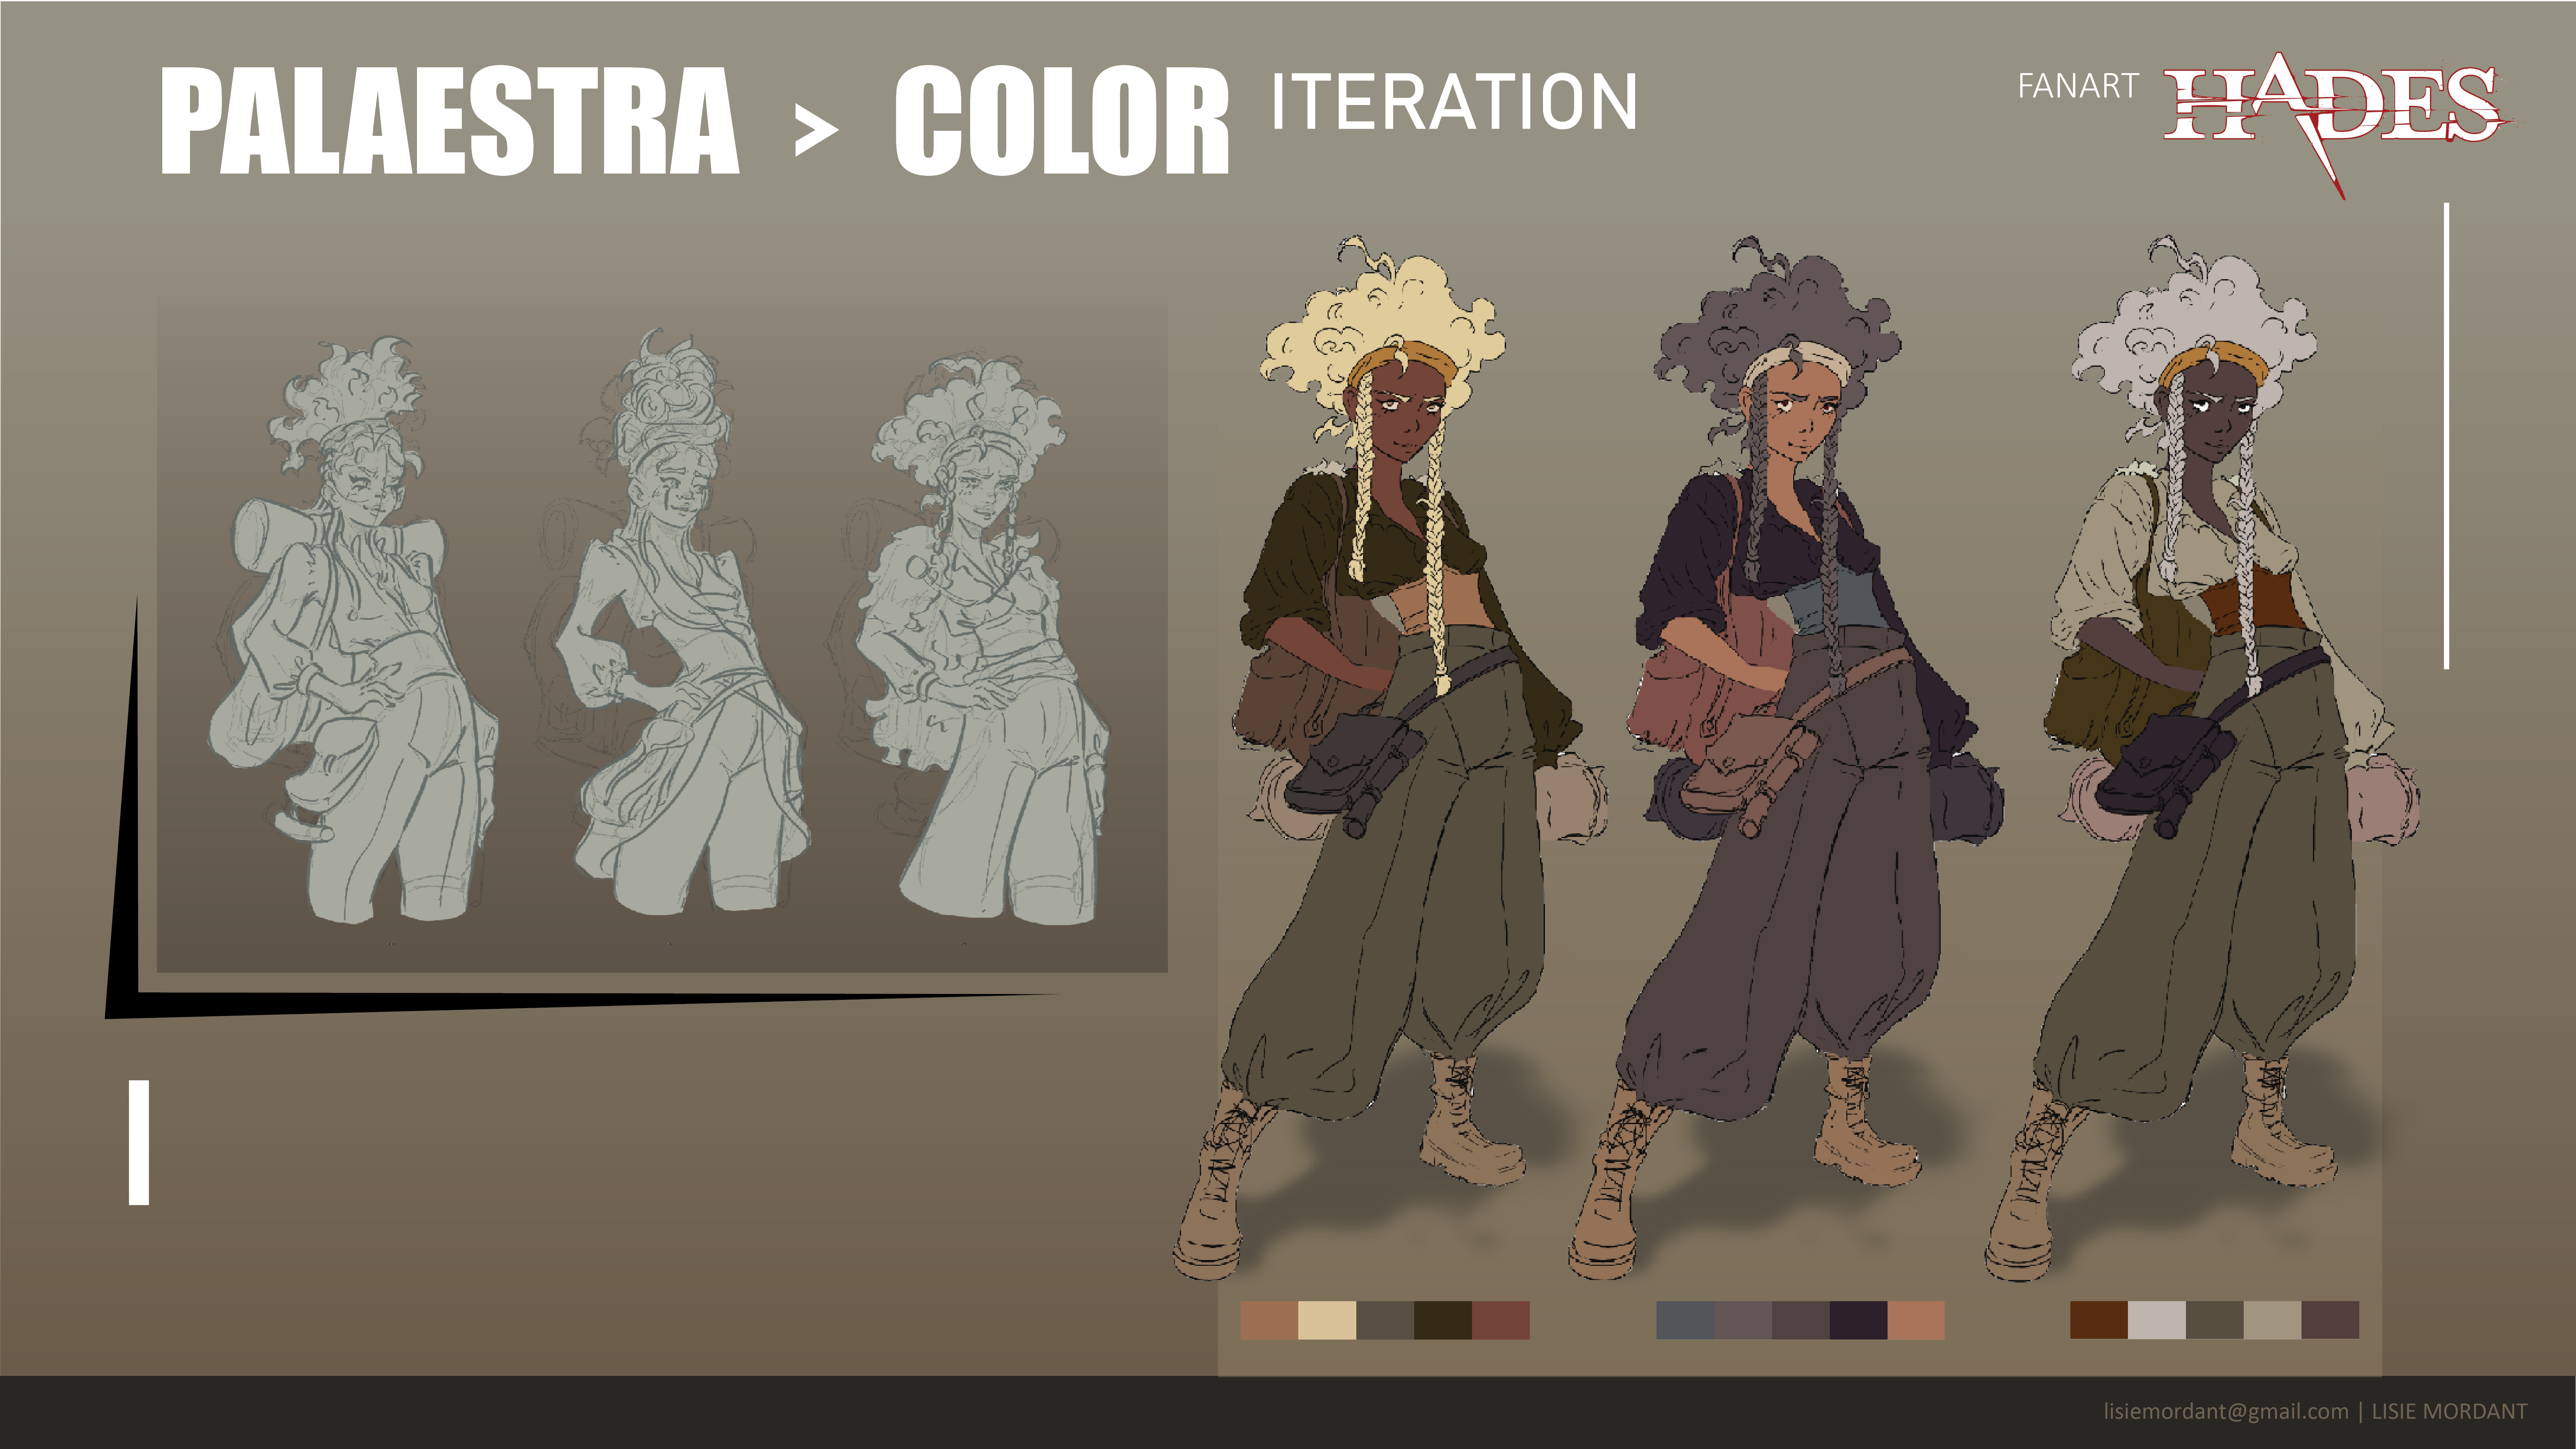 PALAESTRA > COLOR ITERATION
FANART HADES
lisiemordant@gmail.com | LISIE MORDANT